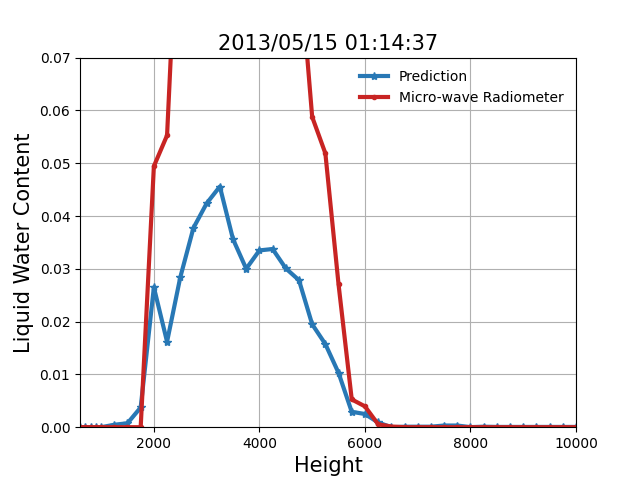 2013/05/15 01:14:37
0.07
0.06
0.05
0.04
0.03
0.02
0.01
0.00
Liquid Water Content
Prediction
Micro-wave Radiometer
2000 4000 6000 8000 10000
Height